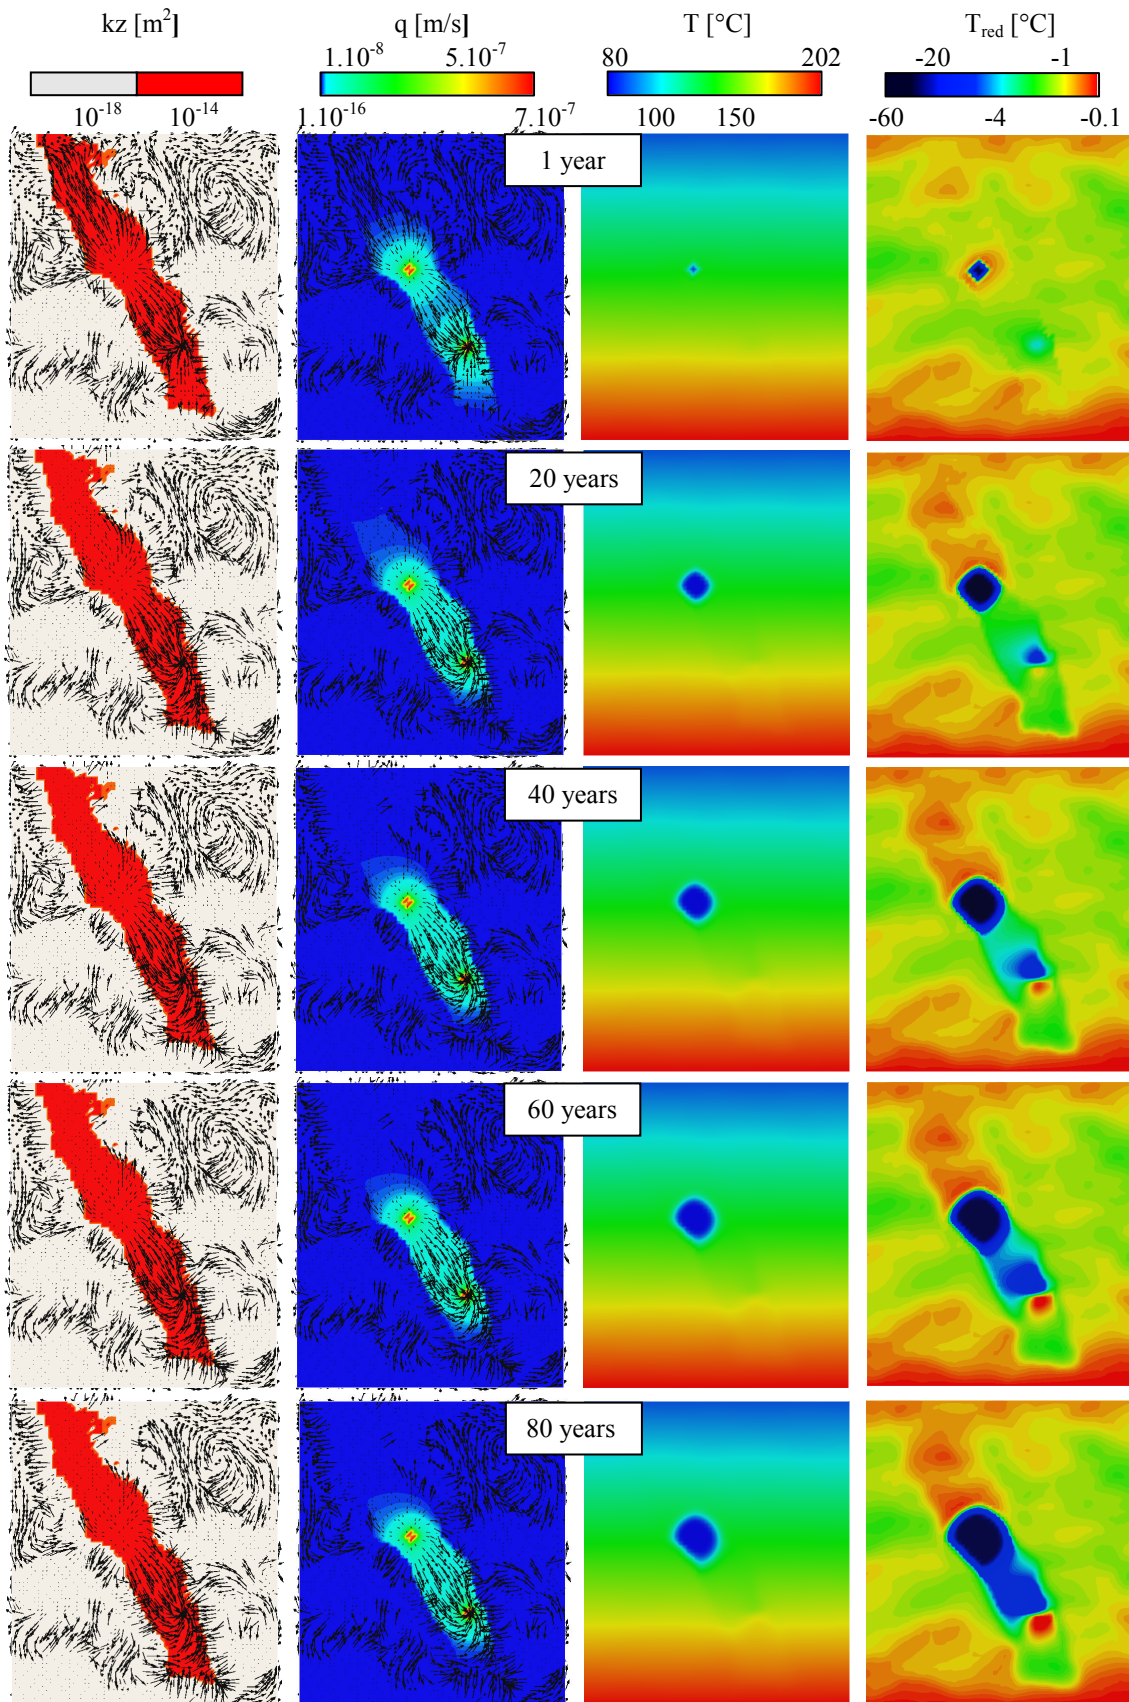 kz [m²] q [m/s] T [°C] T_red [°C]
1.10⁻⁸ 5.10⁻⁷ 80 202 -20 -1
10⁻¹⁸ 10⁻¹⁴ 1.10⁻¹⁶ 7.10⁻⁷ 100 150 -60 -4 -0.1
1 year
20 years
40 years
60 years
80 years